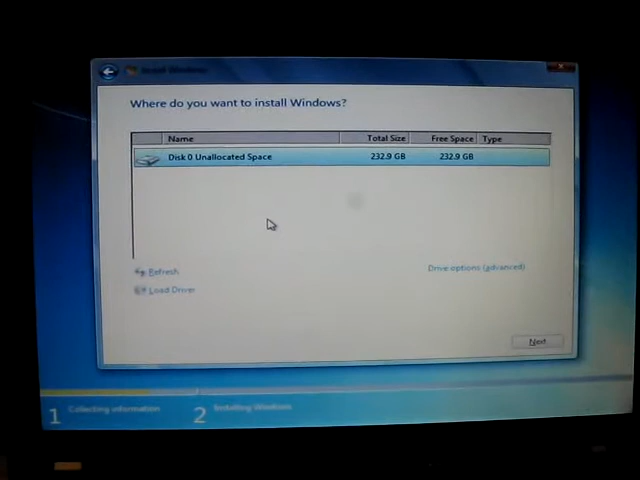 Install Windows
Where do you want to install Windows?
Name Total Size Free Space Type
Disk 0 Unallocated Space 232.9 GB 232.9 GB
Refresh Drive options (advanced)
Load Driver
Next
1 Collecting information 2 Installing Windows